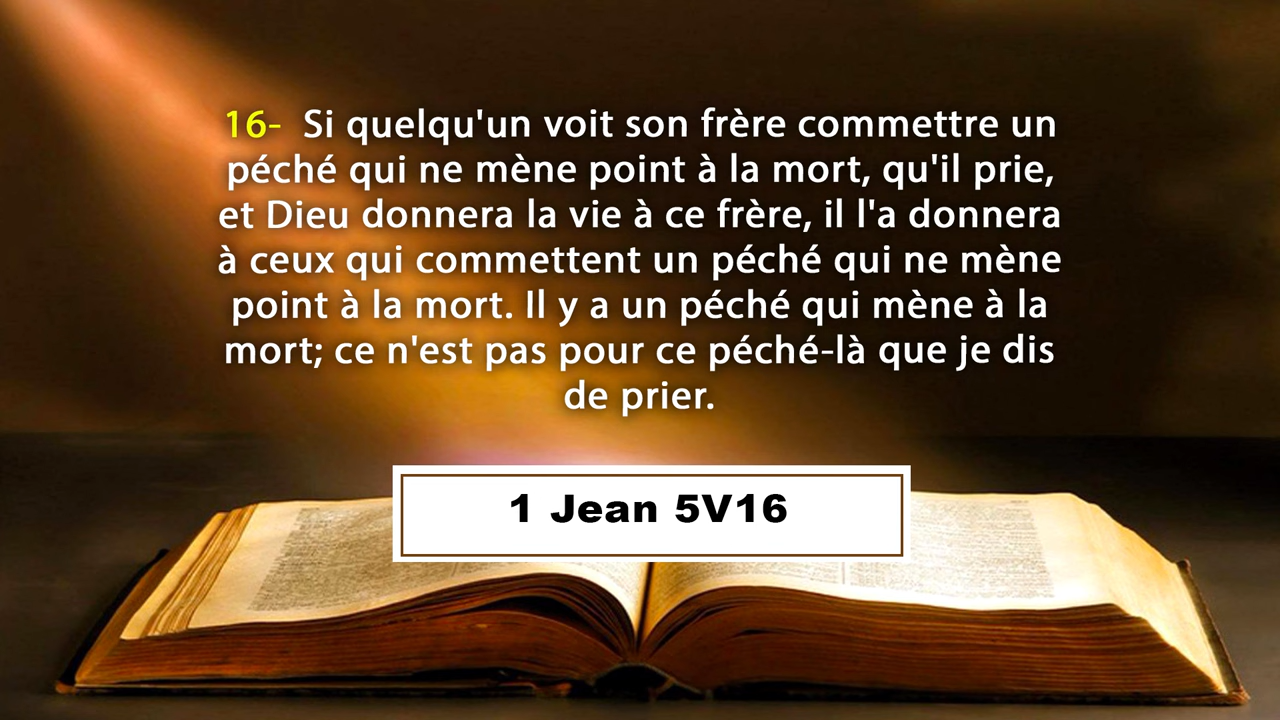 16- Si quelqu'un voit son frère commettre un
péché qui ne mène point à la mort, qu'il prie,
et Dieu donnera la vie à ce frère, il l'a donnera
à ceux qui commettent un péché qui ne mène
point à la mort. Il y a un péché qui mène à la
mort; ce n'est pas pour ce péché-là que je dis
de prier.
1 Jean 5V16